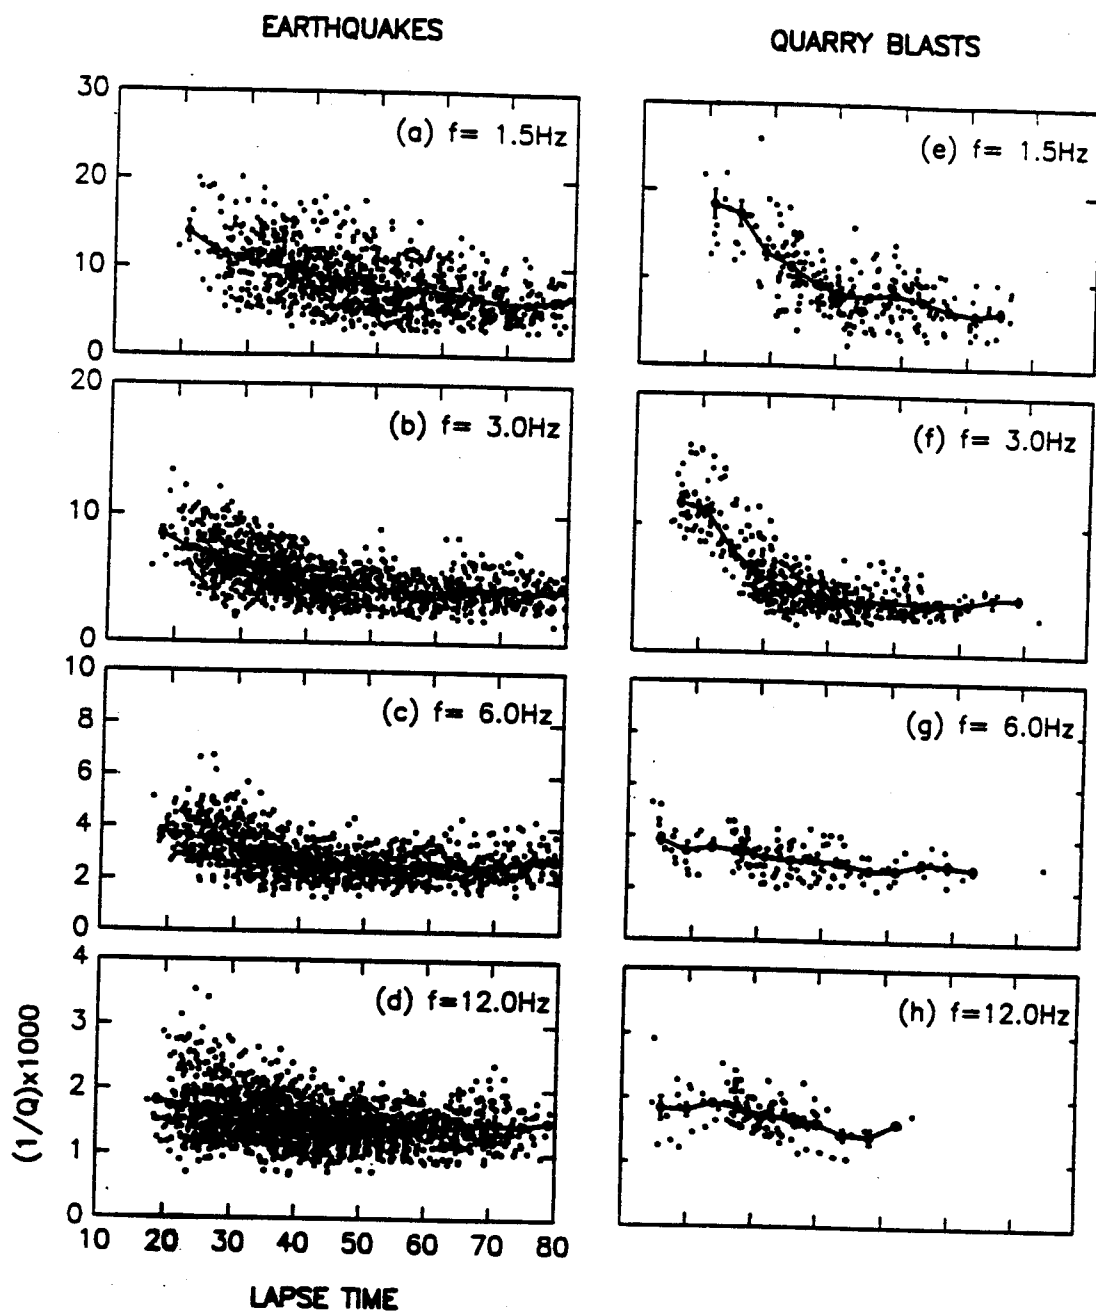 EARTHQUAKES
QUARRY BLASTS
30
20
10
0
(a) f= 1.5Hz
(e) f= 1.5Hz
20
10
0
(b) f= 3.0Hz
(f) f= 3.0Hz
10
8
6
4
2
0
(c) f= 6.0Hz
(g) f= 6.0Hz
4
3
2
1
0
(d) f=12.0Hz
(h) f=12.0Hz
(1/Q)x1000
10 20 30 40 50 60 70 80
LAPSE TIME